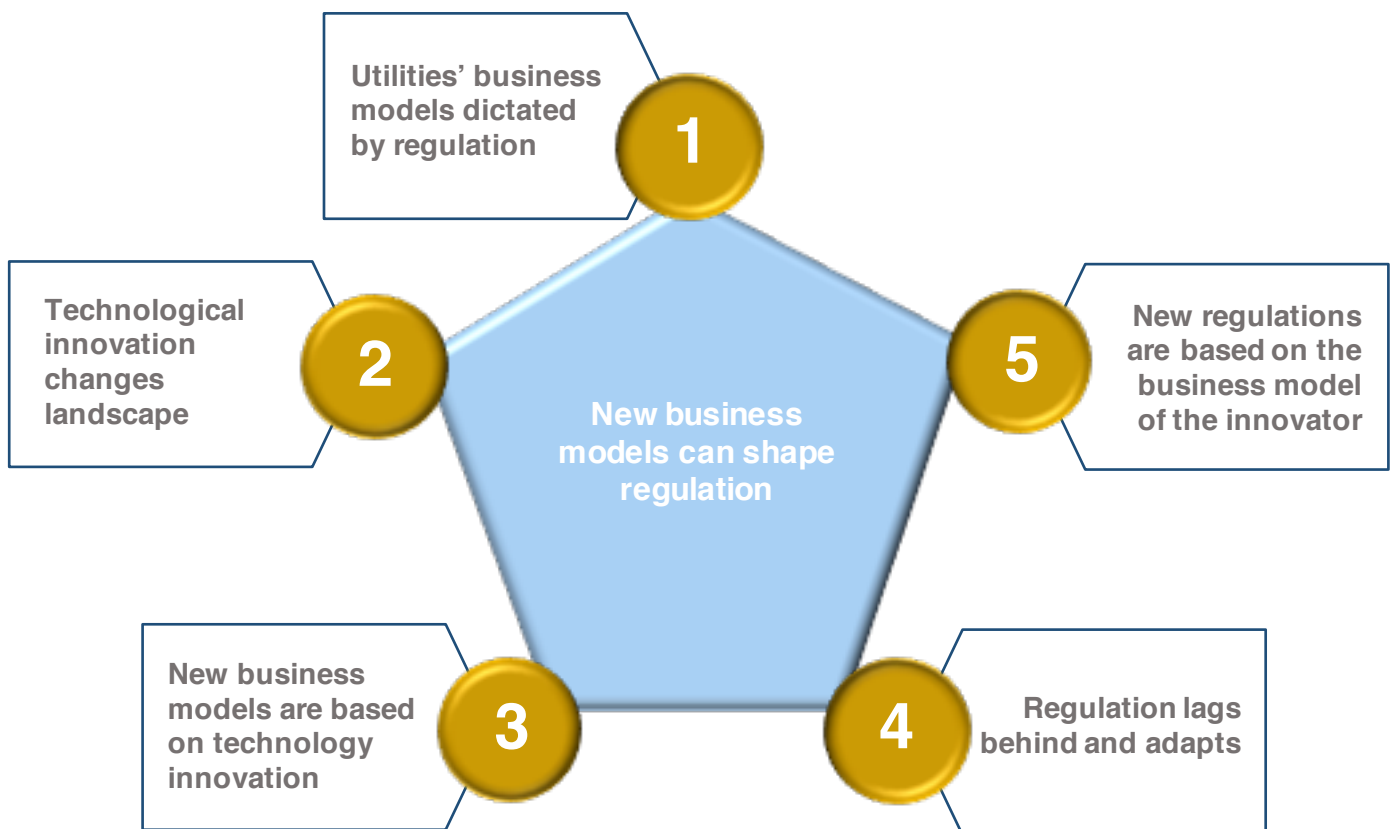 Utilities’ business
models dictated
by regulation
1
Technological
innovation
changes
landscape
2
New business
models are based
on technology
innovation
3
4
Regulation lags
behind and adapts
5
New regulations
are based on the
business model
of the innovator
New business
models can shape
regulation